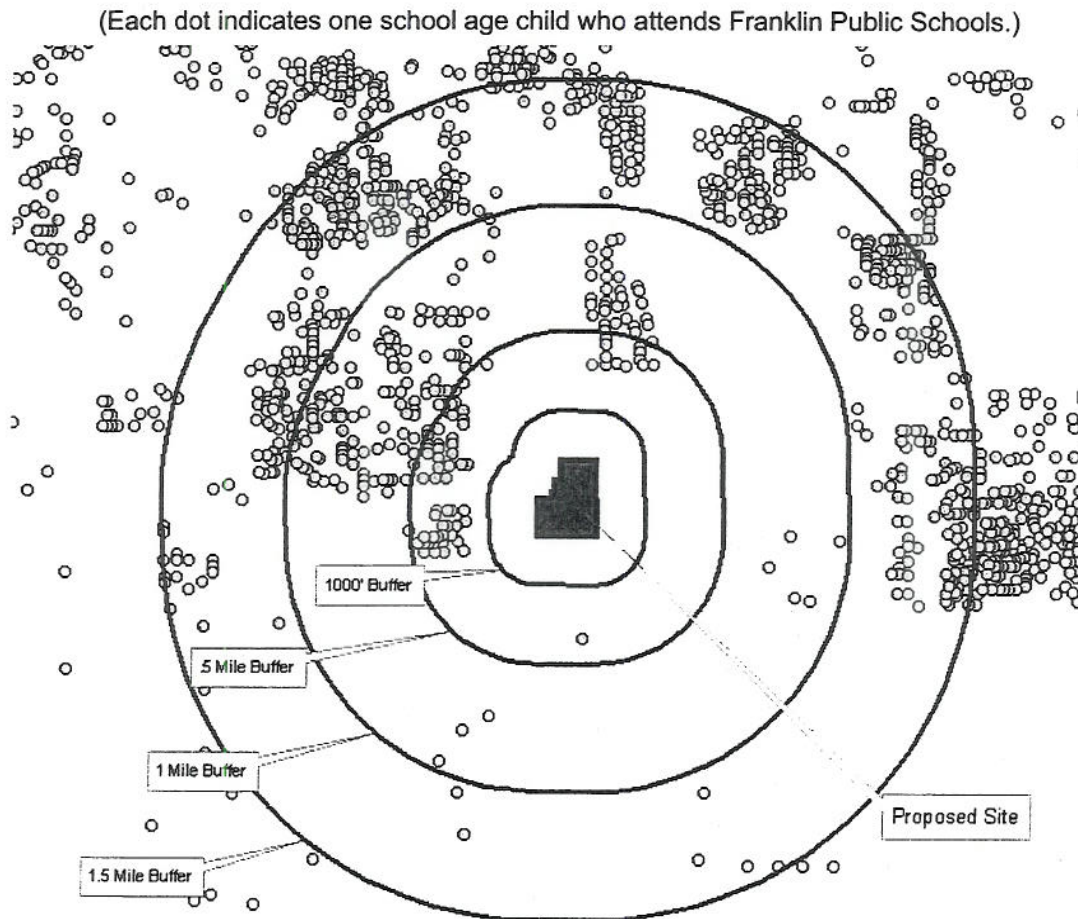 (Each dot indicates one school age child who attends Franklin Public Schools.)
1000' Buffer
.5 Mile Buffer
1 Mile Buffer
Proposed Site
1.5 Mile Buffer